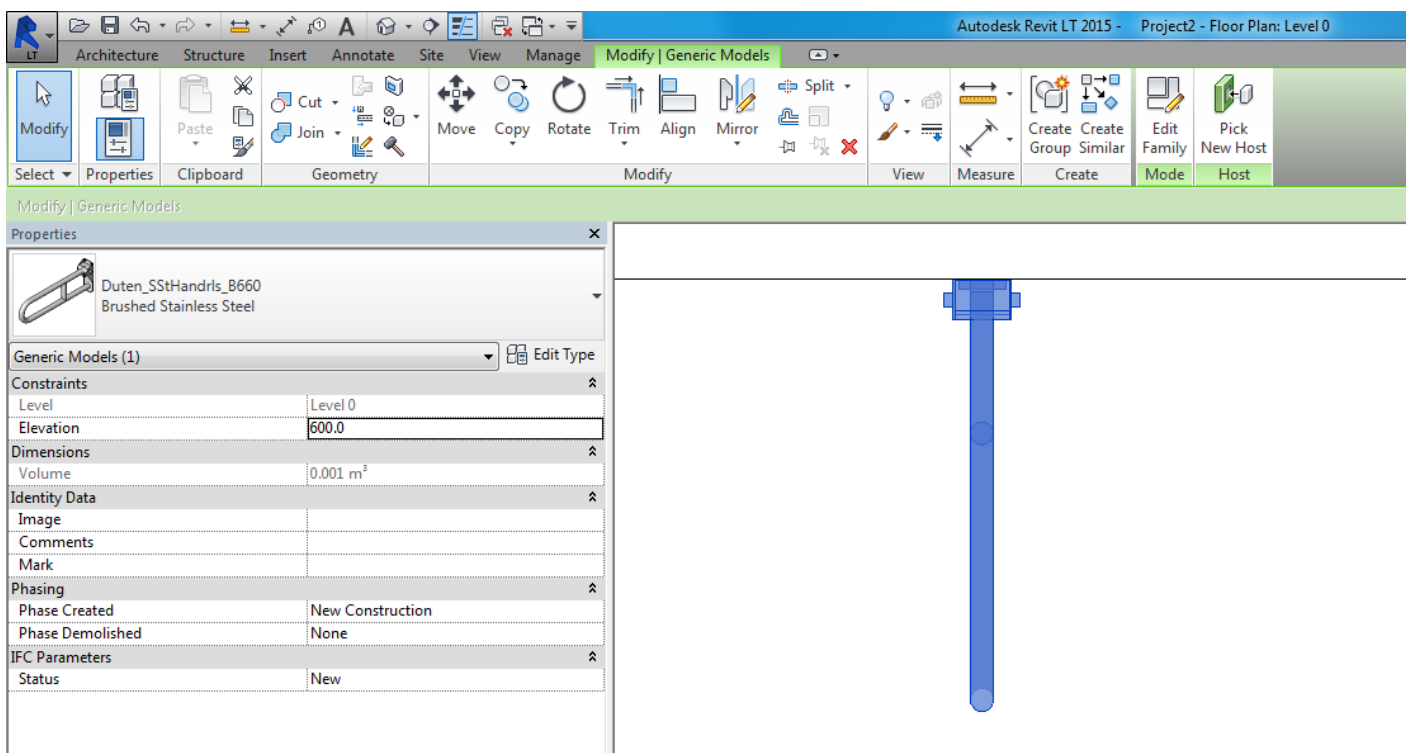 Autodesk Revit LT 2015 - Project2 - Floor Plan: Level 0
LT
Architecture Structure Insert Annotate Site View Manage Modify | Generic Models
Modify
Paste
Cut
Join
Move Copy Rotate Trim Align Mirror
Split
Create Group
Create Similar
Edit Family
Pick New Host
Select Properties Clipboard Geometry Modify View Measure Create Mode Host
Modify | Generic Models
Properties
Duten_SStHandrls_B660
Brushed Stainless Steel
Generic Models (1) Edit Type
Constraints
Level Level 0
Elevation 600.0
Dimensions
Volume 0.001 m³
Identity Data
Image
Comments
Mark
Phasing
Phase Created New Construction
Phase Demolished None
IFC Parameters
Status New